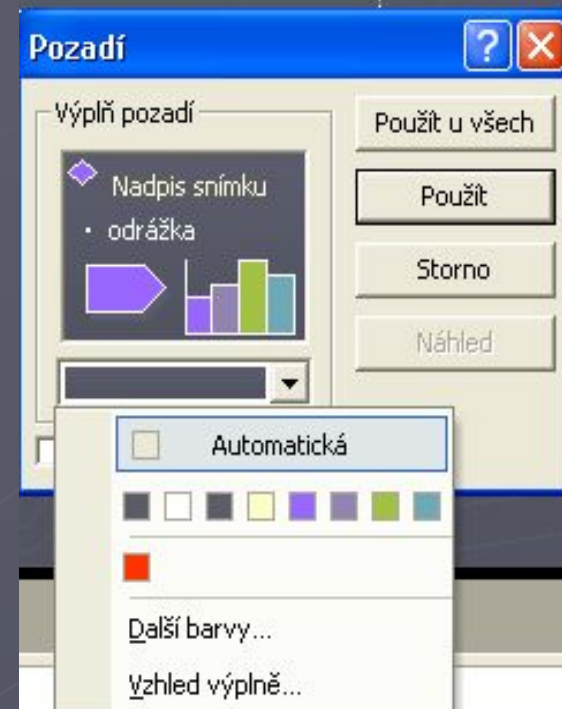 Pozadí
Výplň pozadí
Nadpis snímku
• odrážka
Použít u všech
Použít
Storno
Náhled
Automatická
Další barvy...
Vzhled výplně...